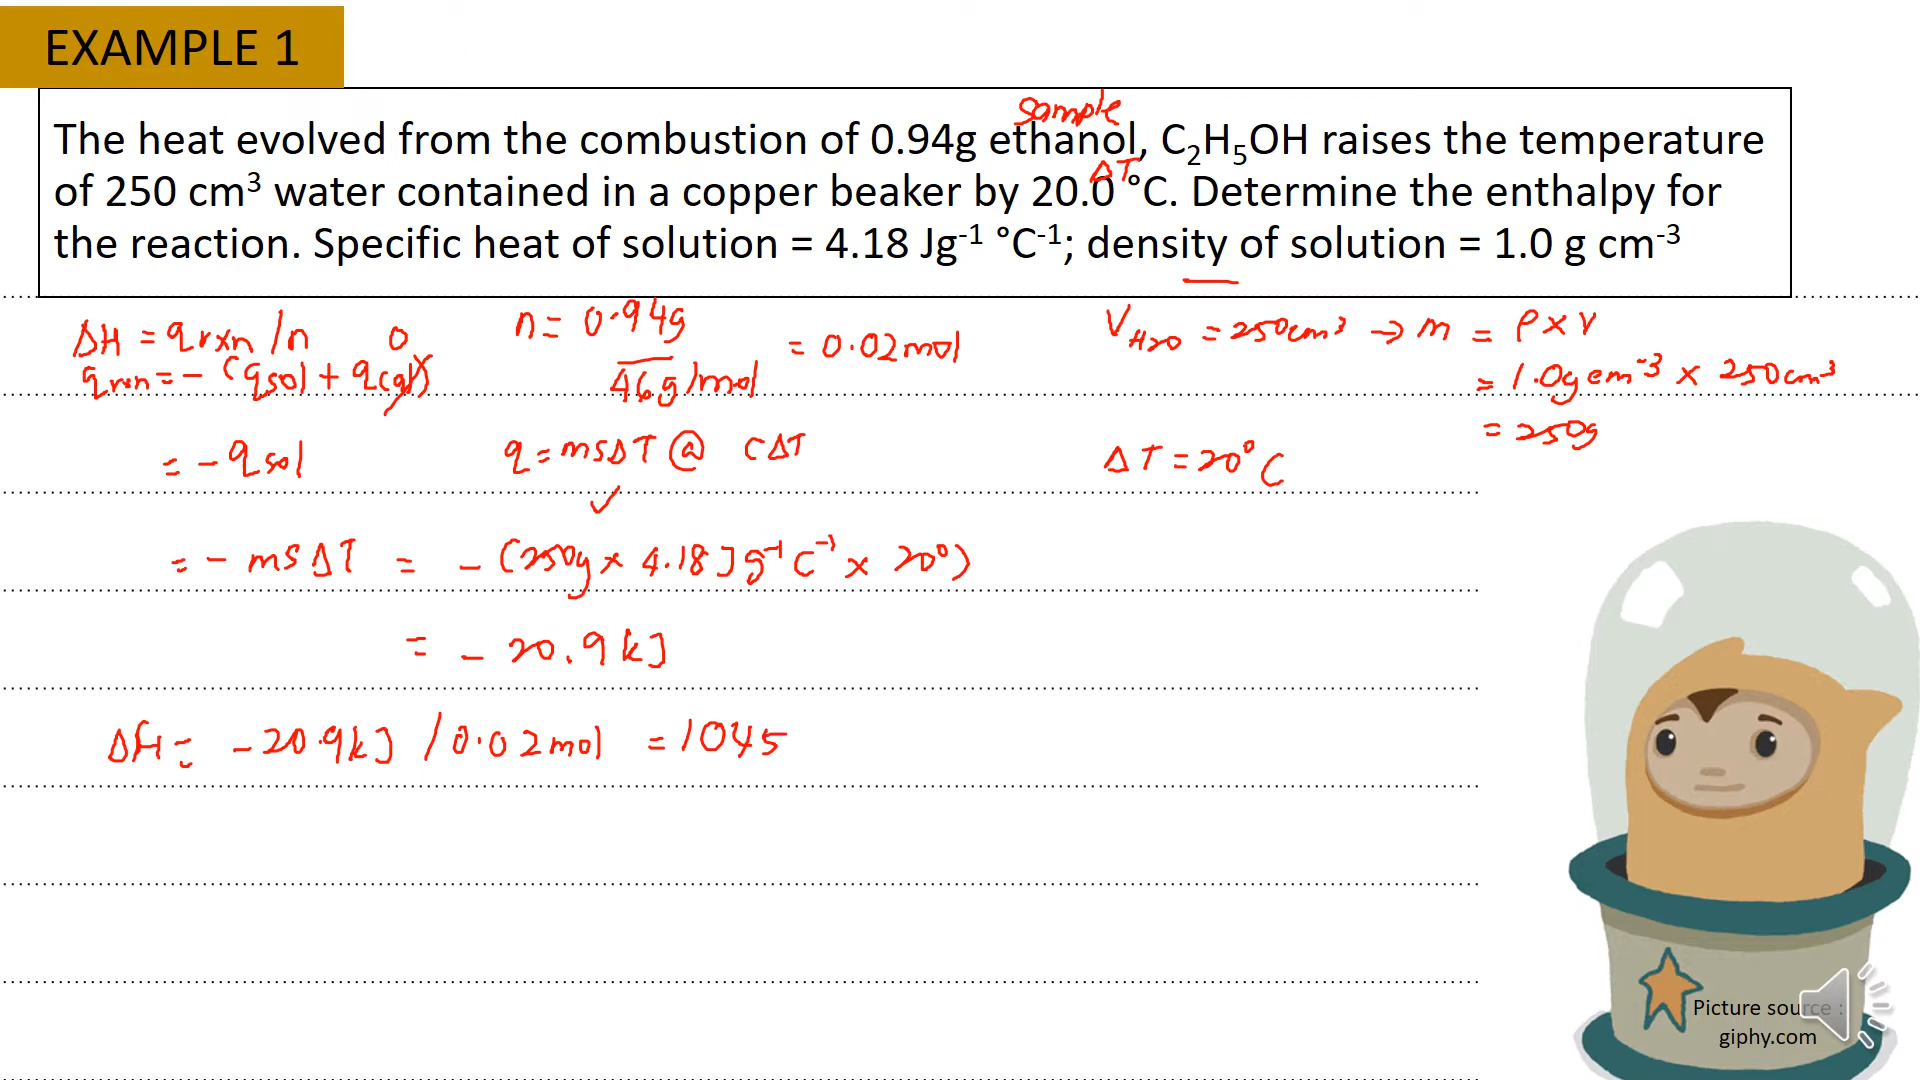 EXAMPLE 1
sample
The heat evolved from the combustion of 0.94g ethanol, C₂H₅OH raises the temperature
ΔT
of 250 cm³ water contained in a copper beaker by 20.0 °C. Determine the enthalpy for
the reaction. Specific heat of solution = 4.18 Jg⁻¹ °C⁻¹; density of solution = 1.0 g cm⁻³
ΔH = qrxn/n
0
qrxn = -(qsol + qcal)
= -qsol
n = 0.94g
46g/mol
= 0.02mol
q = msΔT @ CΔT
✓
V H2O = 250cm³ → m = ρ x V
= 1.0g cm⁻³ x 250cm³
= 250g
ΔT = 20°C
= - msΔT = -(250g x 4.18 J g⁻¹ C⁻¹ x 20°)
= - 20.9 kJ
ΔH = -20.9kJ / 0.02mol = 1045
Picture source :
giphy.com